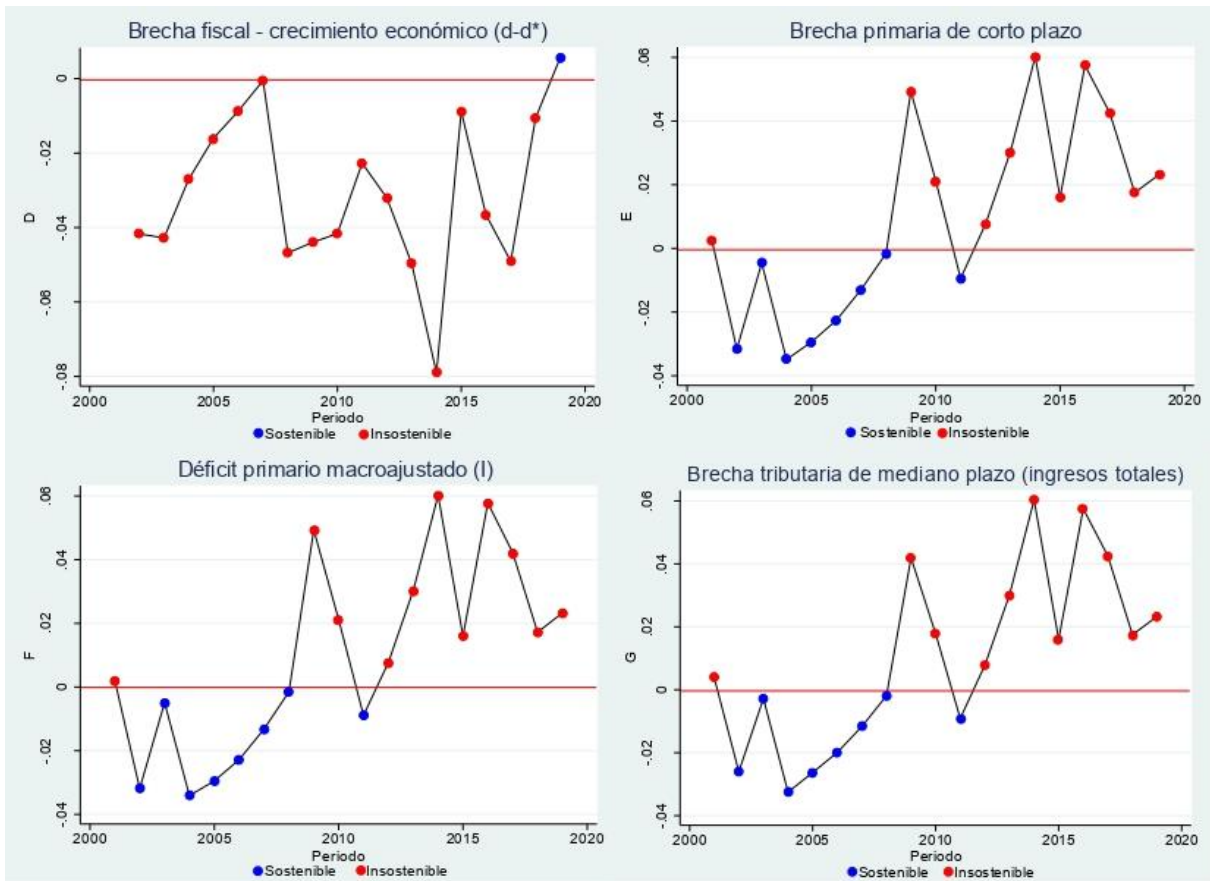 Brecha fiscal - crecimiento económico (d-d*)
0
-.02
-.04
-.06
-.08
D
2000 2005 2010 2015 2020
Periodo
Sostenible Insostenible
Brecha primaria de corto plazo
.06
.04
.02
0
-.02
-.04
E
2000 2005 2010 2015 2020
Periodo
Sostenible Insostenible
Déficit primario macroajustado (I)
.06
.04
.02
0
-.02
-.04
F
2000 2005 2010 2015 2020
Periodo
Sostenible Insostenible
Brecha tributaria de mediano plazo (ingresos totales)
.06
.04
.02
0
-.02
-.04
G
2000 2005 2010 2015 2020
Periodo
Sostenible Insostenible